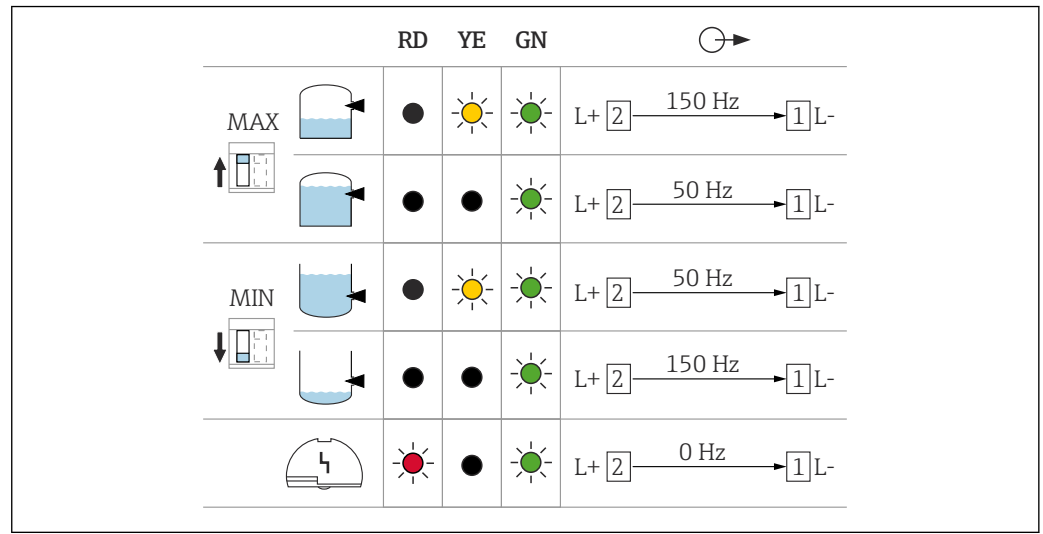 RD YE GN
MAX
L+ 2 150 Hz 1 L-
L+ 2 50 Hz 1 L-
MIN
L+ 2 50 Hz 1 L-
L+ 2 150 Hz 1 L-
L+ 2 0 Hz 1 L-